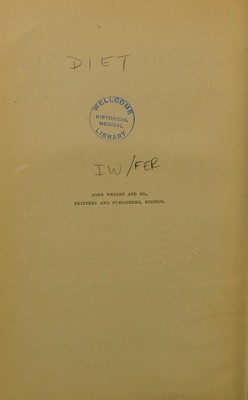 DIET
WELLCOME
HISTORICAL
MEDICAL
LIBRARY
IW/FER
JOHN WRIGHT AND CO.,
PRINTERS AND PUBLISHERS, BRISTOL.